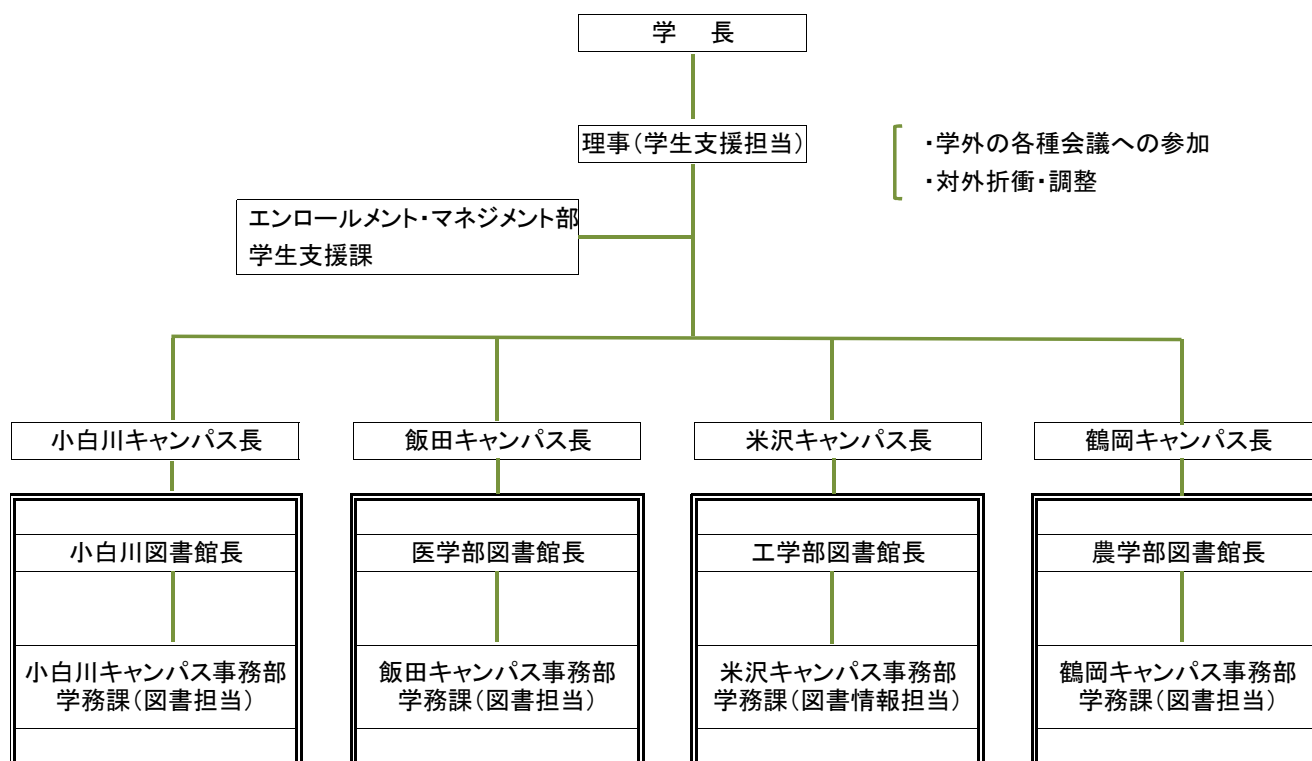 学　長
理事（学生支援担当）
・学外の各種会議への参加
・対外折衝・調整
エンロールメント・マネジメント部
学生支援課
小白川キャンパス長
飯田キャンパス長
米沢キャンパス長
鶴岡キャンパス長
小白川図書館長
医学部図書館長
工学部図書館長
農学部図書館長
小白川キャンパス事務部
学務課（図書担当）
飯田キャンパス事務部
学務課（図書担当）
米沢キャンパス事務部
学務課（図書情報担当）
鶴岡キャンパス事務部
学務課（図書担当）